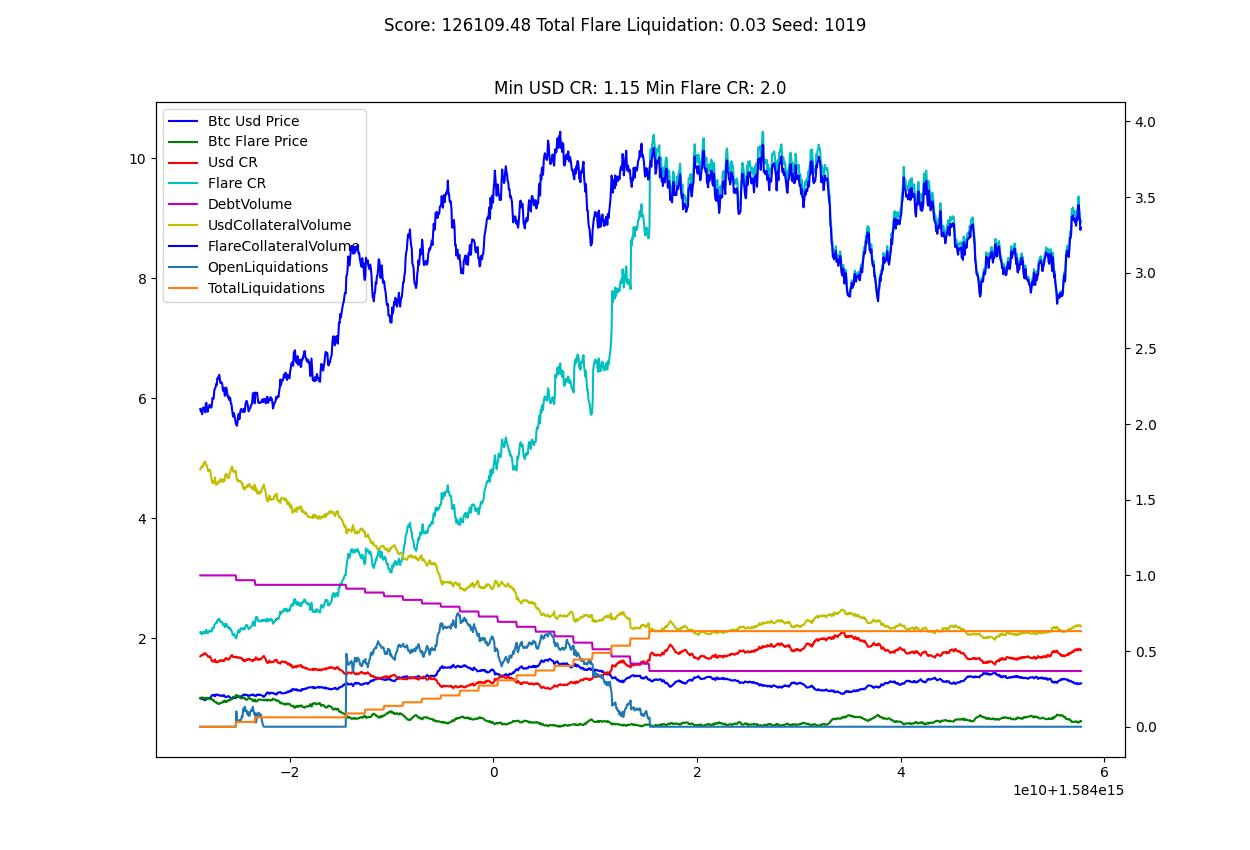 Score: 126109.48 Total Flare Liquidation: 0.03 Seed: 1019
Min USD CR: 1.15 Min Flare CR: 2.0
Btc Usd Price
Btc Flare Price
Usd CR
Flare CR
DebtVolume
UsdCollateralVolume
FlareCollateralVolume
OpenLiquidations
TotalLiquidations
10
8
6
4
2
4.0
3.5
3.0
2.5
2.0
1.5
1.0
0.5
0.0
−2
0
2
4
6
1e10+1.584e15